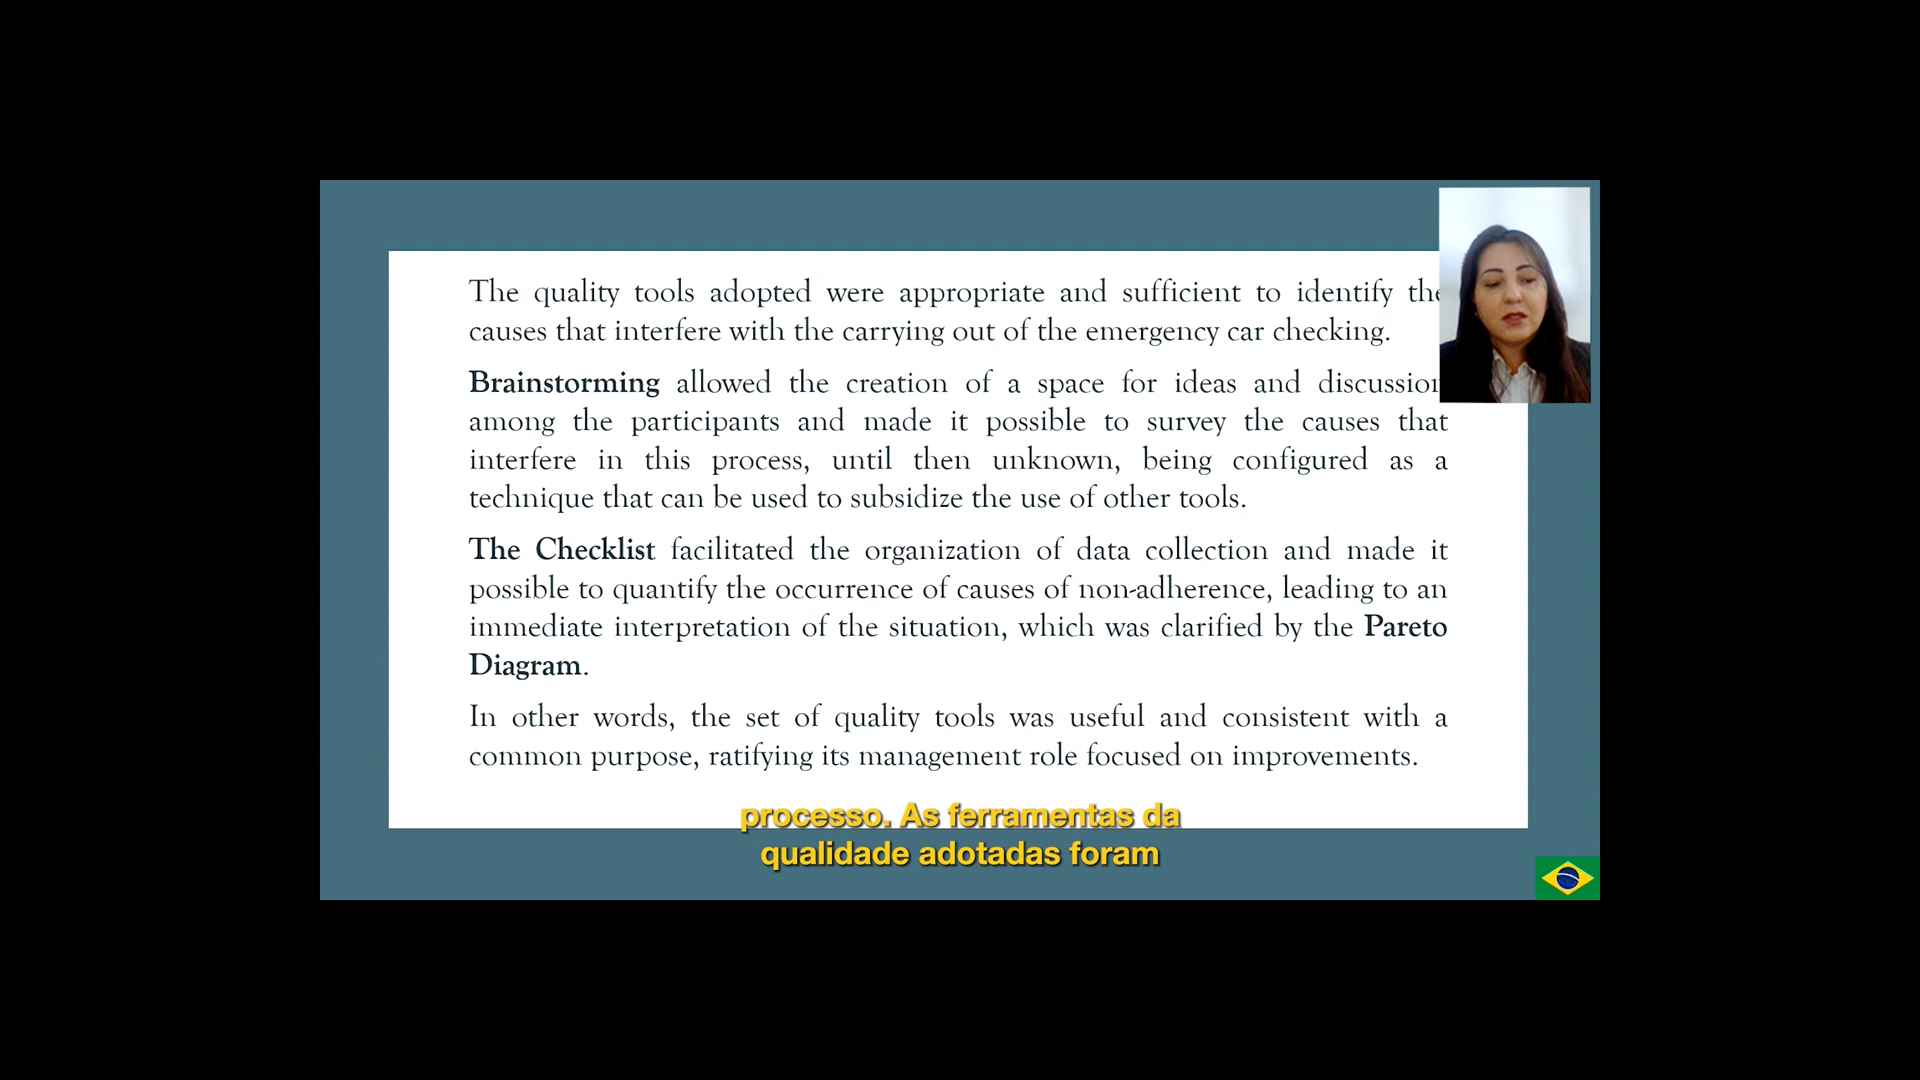 The quality tools adopted were appropriate and sufficient to identify the
causes that interfere with the carrying out of the emergency car checking.
Brainstorming allowed the creation of a space for ideas and discussion
among the participants and made it possible to survey the causes that
interfere in this process, until then unknown, being configured as a
technique that can be used to subsidize the use of other tools.
The Checklist facilitated the organization of data collection and made it
possible to quantify the occurrence of causes of non-adherence, leading to an
immediate interpretation of the situation, which was clarified by the Pareto
Diagram.
In other words, the set of quality tools was useful and consistent with a
common purpose, ratifying its management role focused on improvements.
processo. As ferramentas da
qualidade adotadas foram